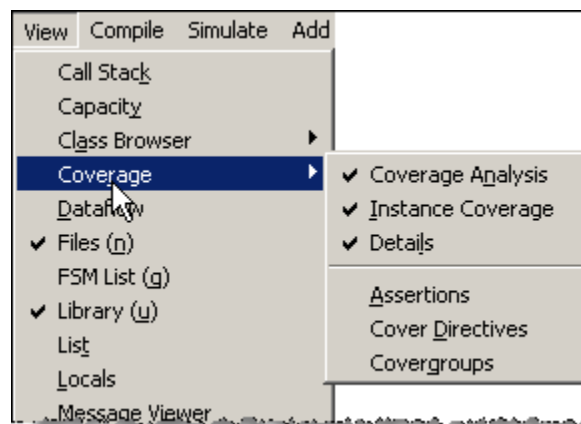 View Compile Simulate Add
Call Stack
Capacity
Class Browser
Coverage
Dataflow
Files (n)
FSM List (g)
Library (u)
List
Locals
Message Viewer
Coverage Analysis
Instance Coverage
Details
Assertions
Cover Directives
Covergroups